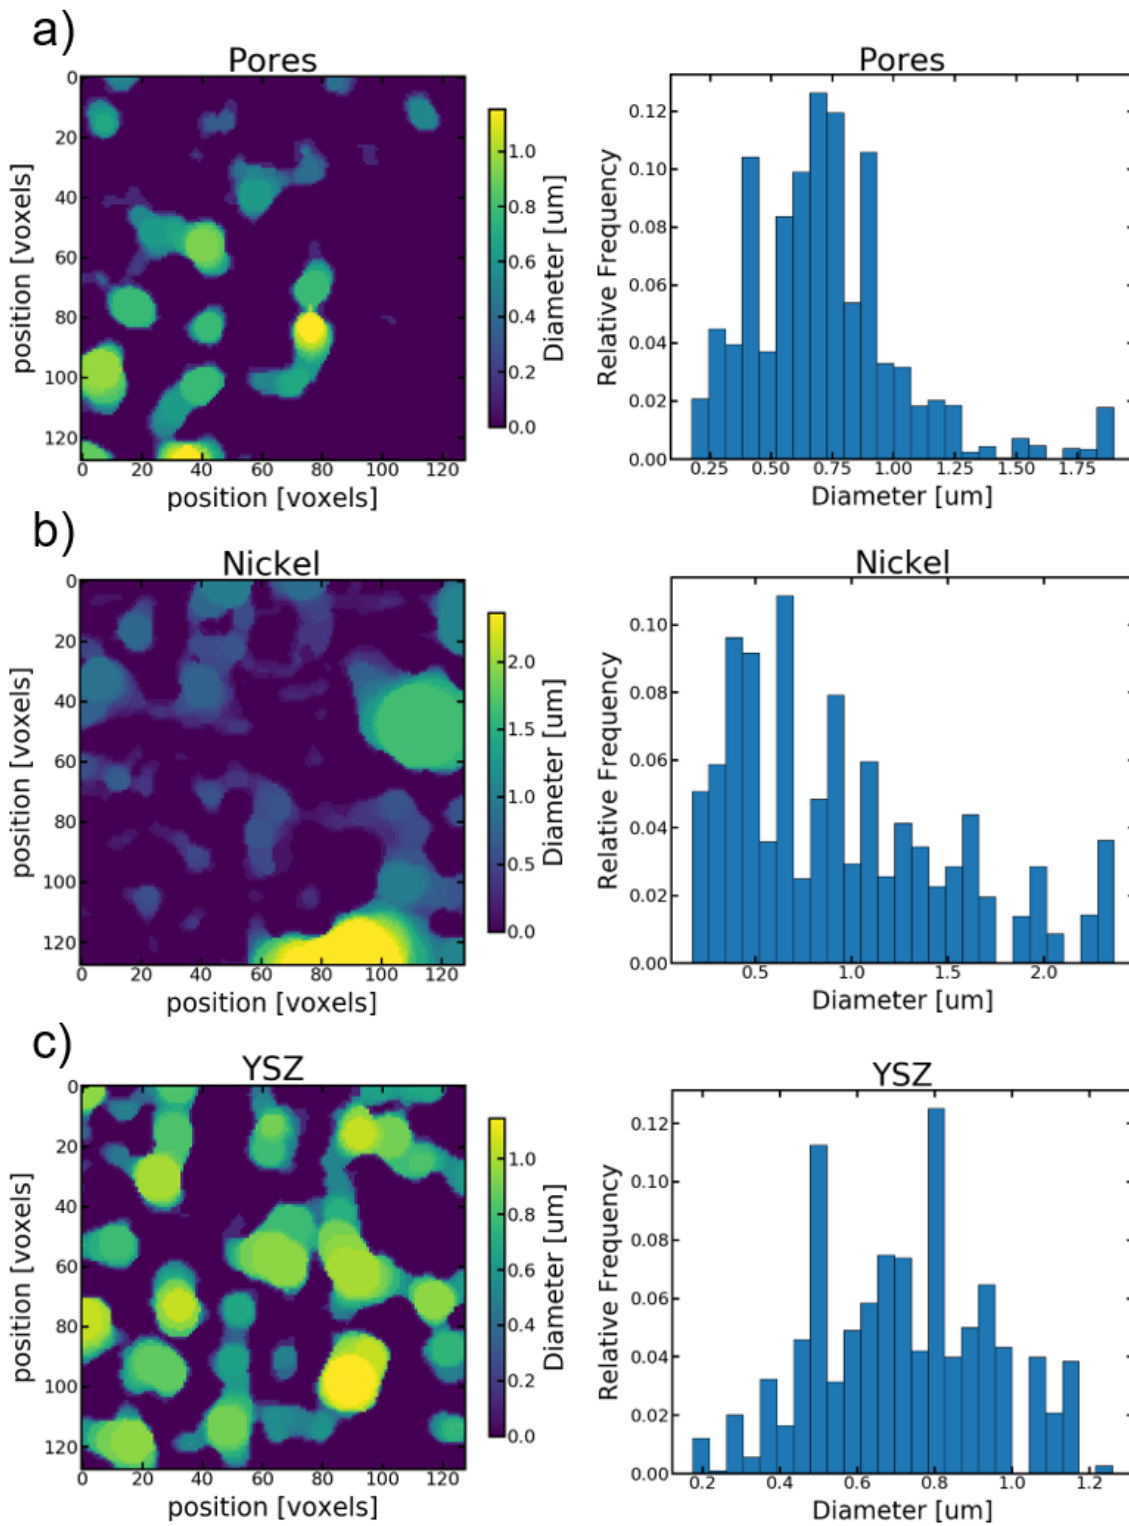 a)
Pores
0
20
40
60
80
100
120
0 20 40 60 80 100 120
position [voxels]
position [voxels]
1.0
0.8
0.6
0.4
0.2
0.0
Diameter [um]
Pores
0.12
0.10
0.08
0.06
0.04
0.02
0.00
0.25 0.50 0.75 1.00 1.25 1.50 1.75
Relative Frequency
Diameter [um]
b)
Nickel
0
20
40
60
80
100
120
0 20 40 60 80 100 120
position [voxels]
position [voxels]
2.0
1.5
1.0
0.5
0.0
Diameter [um]
Nickel
0.10
0.08
0.06
0.04
0.02
0.00
0.5 1.0 1.5 2.0
Relative Frequency
Diameter [um]
c)
YSZ
0
20
40
60
80
100
120
0 20 40 60 80 100 120
position [voxels]
position [voxels]
1.0
0.8
0.6
0.4
0.2
0.0
Diameter [um]
YSZ
0.12
0.10
0.08
0.06
0.04
0.02
0.00
0.2 0.4 0.6 0.8 1.0 1.2
Relative Frequency
Diameter [um]